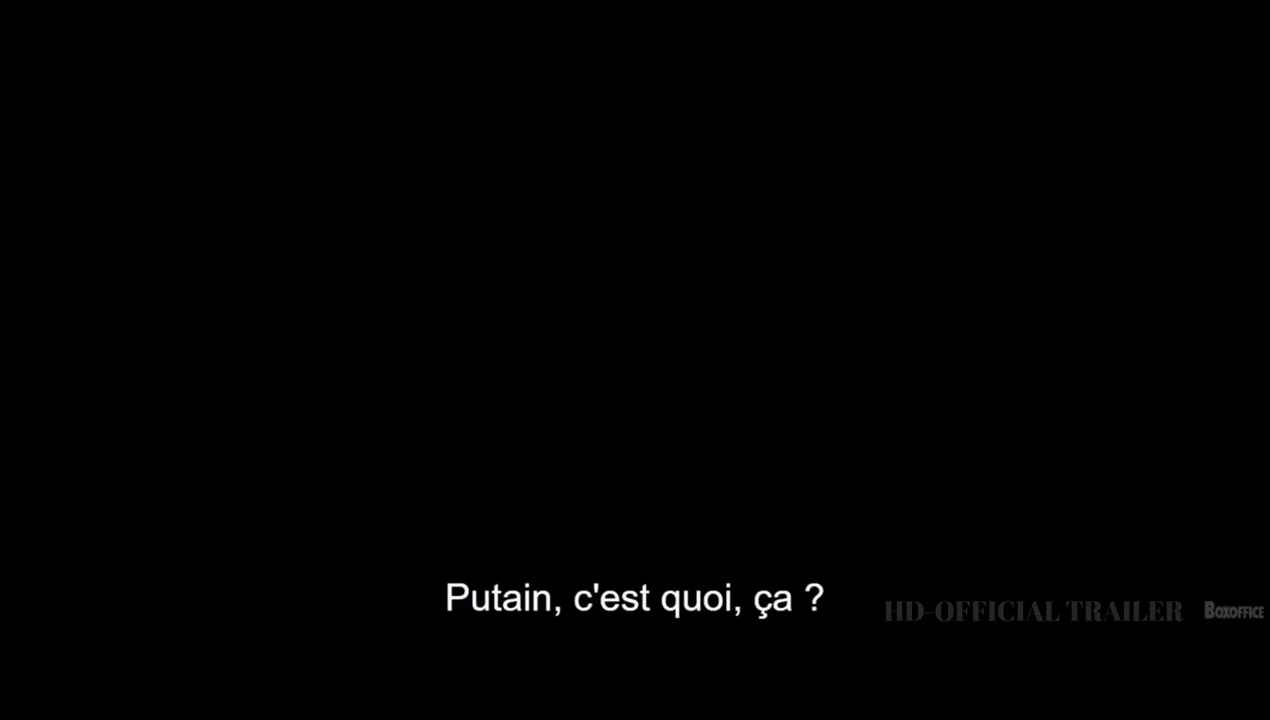 Putain, c'est quoi, ça ?
HD-OFFICIAL TRAILER
BOXOFFICE